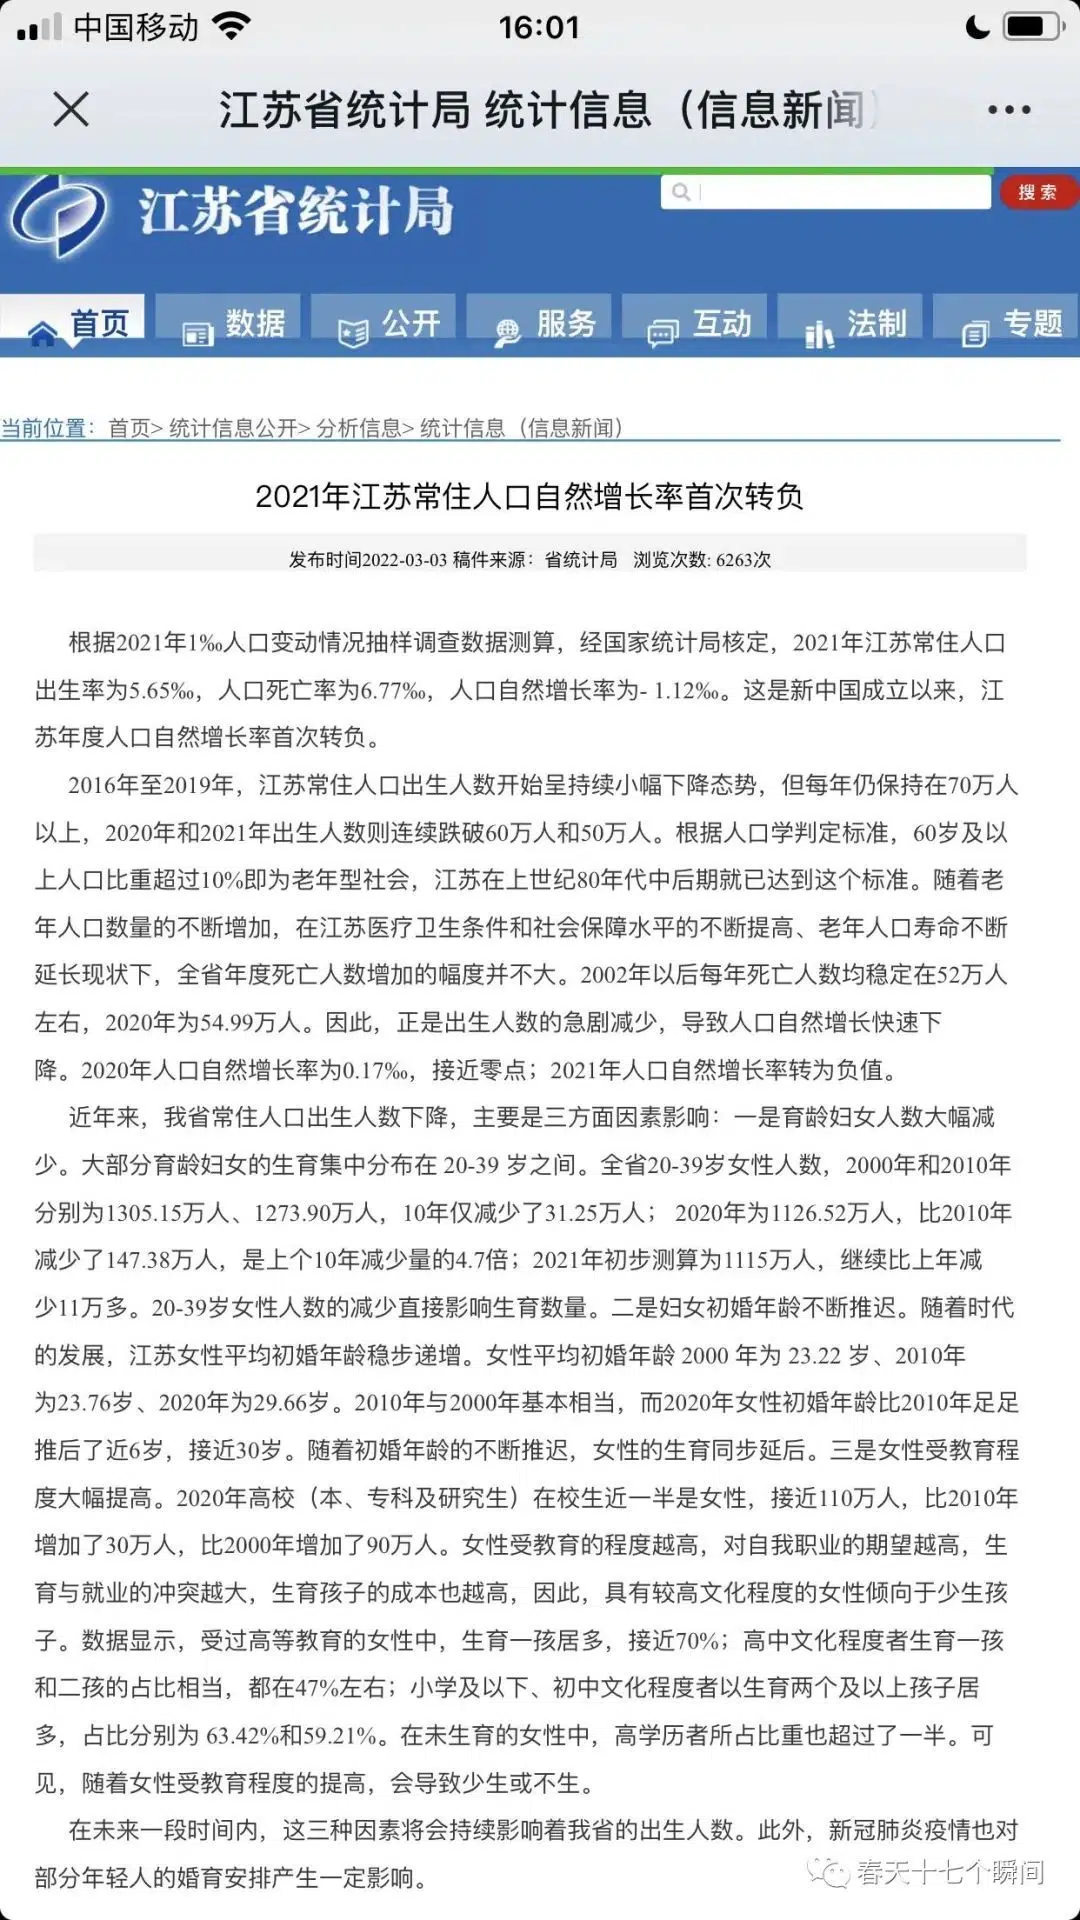 中国移动
16:01
江苏省统计局 统计信息（信息新闻）
江苏省统计局
搜索
首页 数据 公开 服务 互动 法制 专题
当前位置：首页> 统计信息公开> 分析信息> 统计信息（信息新闻）
2021年江苏常住人口自然增长率首次转负
发布时间2022-03-03 稿件来源：省统计局 浏览次数: 6263次
根据2021年1‰人口变动情况抽样调查数据测算，经国家统计局核定，2021年江苏常住人口
出生率为5.65‰，人口死亡率为6.77‰，人口自然增长率为- 1.12‰。这是新中国成立以来，江
苏年度人口自然增长率首次转负。
2016年至2019年，江苏常住人口出生人数开始呈持续小幅下降态势，但每年仍保持在70万人
以上，2020年和2021年出生人数则连续跌破60万人和50万人。根据人口学判定标准，60岁及以
上人口比重超过10%即为老年型社会，江苏在上世纪80年代中后期就已达到这个标准。随着老
年人口数量的不断增加，在江苏医疗卫生条件和社会保障水平的不断提高、老年人口寿命不断
延长现状下，全省年度死亡人数增加的幅度并不大。2002年以后每年死亡人数均稳定在52万人
左右，2020年为54.99万人。因此，正是出生人数的急剧减少，导致人口自然增长快速下
降。2020年人口自然增长率为0.17‰，接近零点；2021年人口自然增长率转为负值。
近年来，我省常住人口出生人数下降，主要是三方面因素影响：一是育龄妇女人数大幅减
少。大部分育龄妇女的生育集中分布在 20-39 岁之间。全省20-39岁女性人数，2000年和2010年
分别为1305.15万人、1273.90万人，10年仅减少了31.25万人； 2020年为1126.52万人，比2010年
减少了147.38万人，是上个10年减少量的4.7倍；2021年初步测算为1115万人，继续比上年减
少11万多。20-39岁女性人数的减少直接影响生育数量。二是妇女初婚年龄不断推迟。随着时代
的发展，江苏女性平均初婚年龄稳步递增。女性平均初婚年龄 2000 年为 23.22 岁、2010年
为23.76岁、2020年为29.66岁。2010年与2000年基本相当，而2020年女性初婚年龄比2010年足足
推后了近6岁，接近30岁。随着初婚年龄的不断推迟，女性的生育同步延后。三是女性受教育程
度大幅提高。2020年高校（本、专科及研究生）在校生近一半是女性，接近110万人，比2010年
增加了30万人，比2000年增加了90万人。女性受教育的程度越高，对自我职业的期望越高，生
育与就业的冲突越大，生育孩子的成本也越高，因此，具有较高文化程度的女性倾向于少生孩
子。数据显示，受过高等教育的女性中，生育一孩居多，接近70%；高中文化程度者生育一孩
和二孩的占比相当，都在47%左右；小学及以下、初中文化程度者以生育两个及以上孩子居
多，占比分别为 63.42%和59.21%。在未生育的女性中，高学历者所占比重也超过了一半。可
见，随着女性受教育程度的提高，会导致少生或不生。
在未来一段时间内，这三种因素将会持续影响着我省的出生人数。此外，新冠肺炎疫情也对
部分年轻人的婚育安排产生一定影响。
春天十七个瞬间